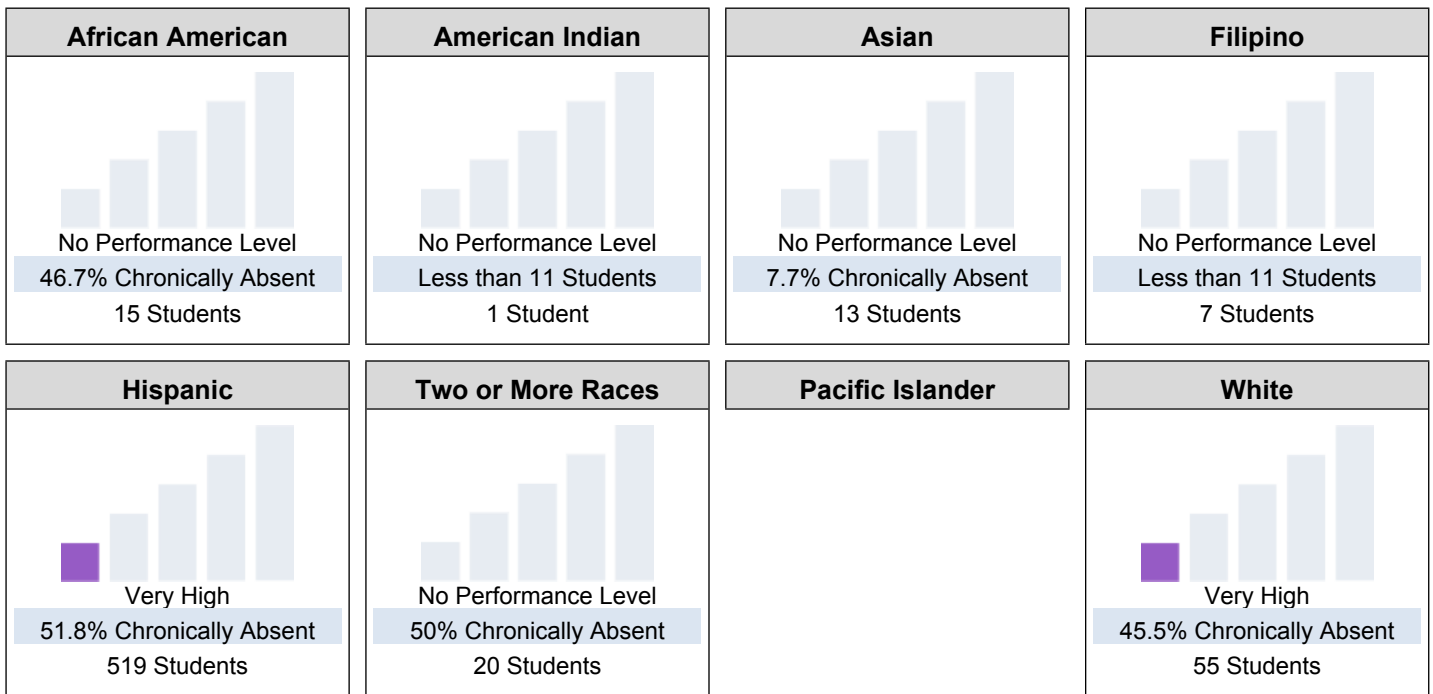 African American
No Performance Level
46.7% Chronically Absent
15 Students
American Indian
No Performance Level
Less than 11 Students
1 Student
Asian
No Performance Level
7.7% Chronically Absent
13 Students
Filipino
No Performance Level
Less than 11 Students
7 Students
Hispanic
Very High
51.8% Chronically Absent
519 Students
Two or More Races
No Performance Level
50% Chronically Absent
20 Students
Pacific Islander
White
Very High
45.5% Chronically Absent
55 Students